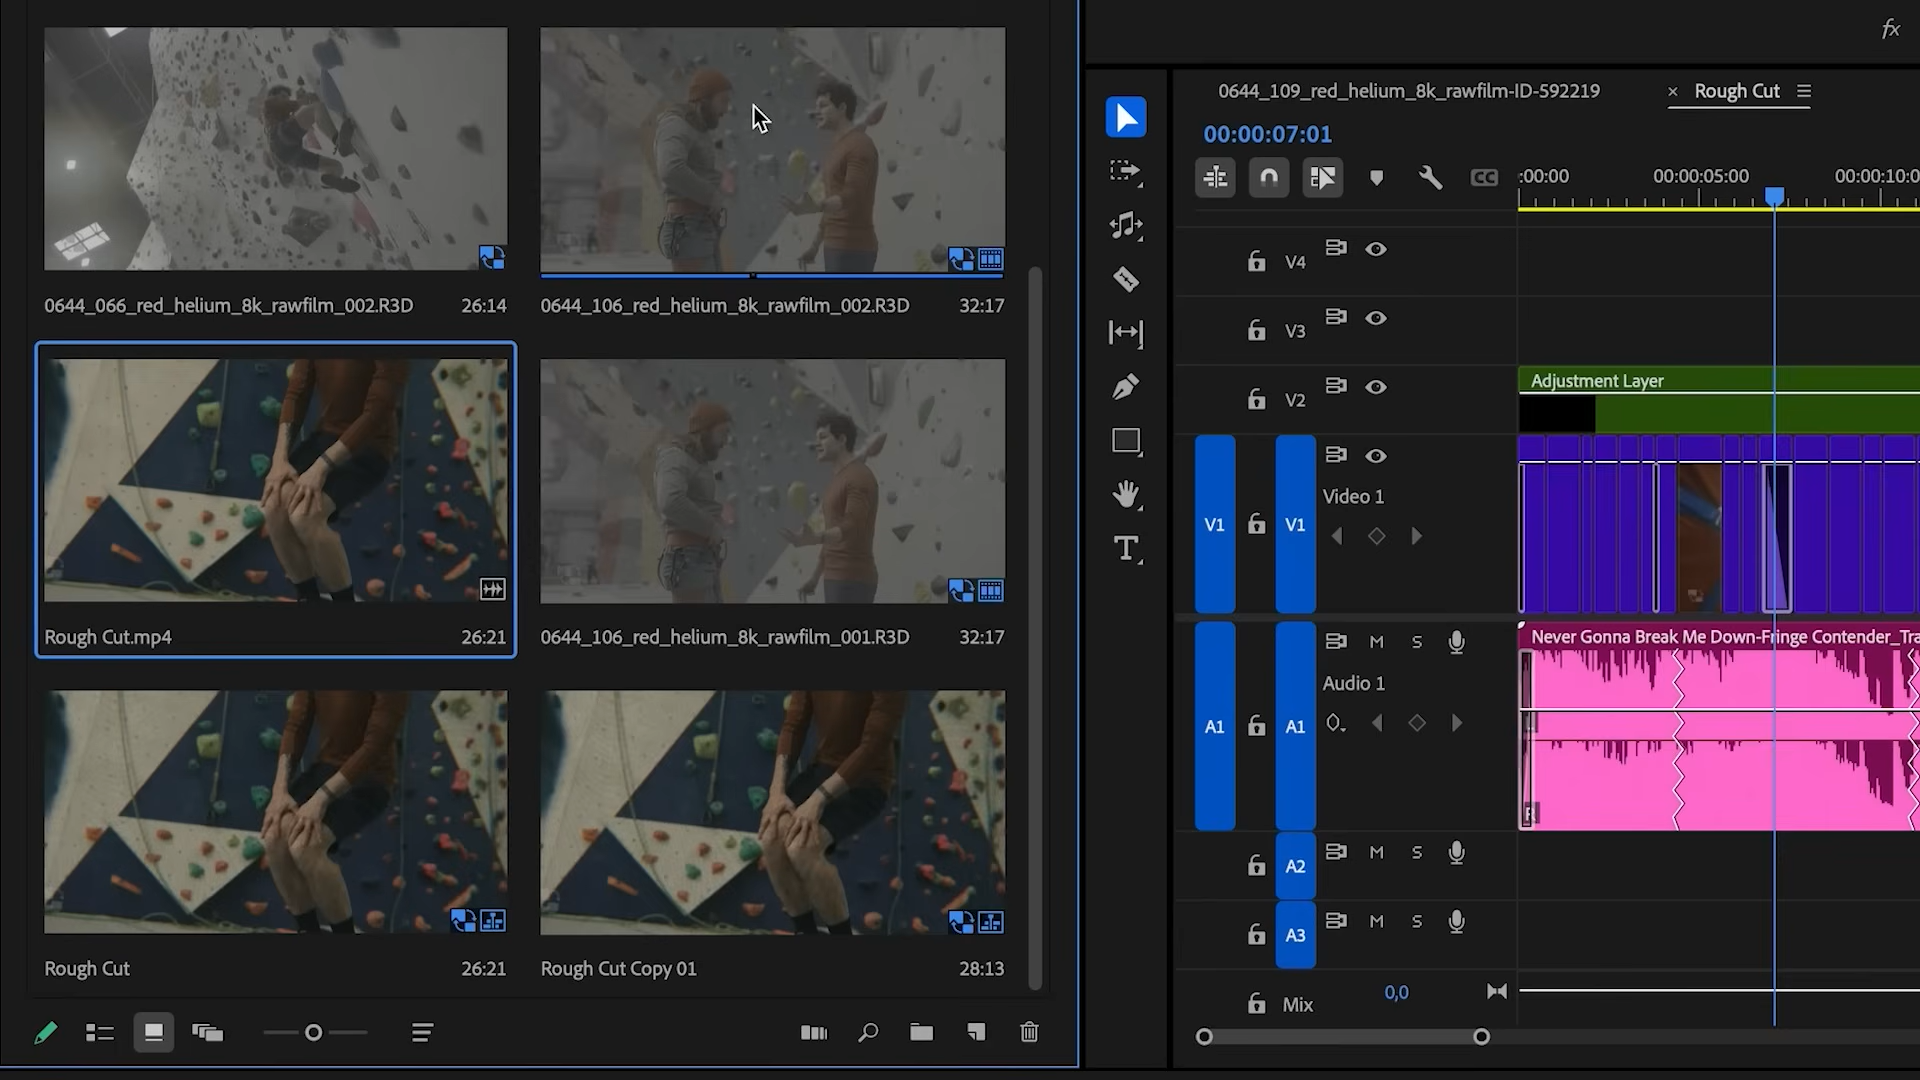 fx
0644_066_red_helium_8k_rawfilm_002.R3D 26:14
0644_106_red_helium_8k_rawfilm_002.R3D 32:17
Rough Cut.mp4 26:21
0644_106_red_helium_8k_rawfilm_001.R3D 32:17
Rough Cut 26:21
Rough Cut Copy 01 28:13
0644_109_red_helium_8k_rawfilm-ID-592219 × Rough Cut
00:00:07:01
CC
:00:00 00:00:05:00 00:00:10:0
V4
V3
V2
Adjustment Layer
V1 V1
Video 1
A1 A1
M S
Audio 1
Never Gonna Break Me Down-Fringe Contender_Tra
A2 M S
A3 M S
Mix 0,0